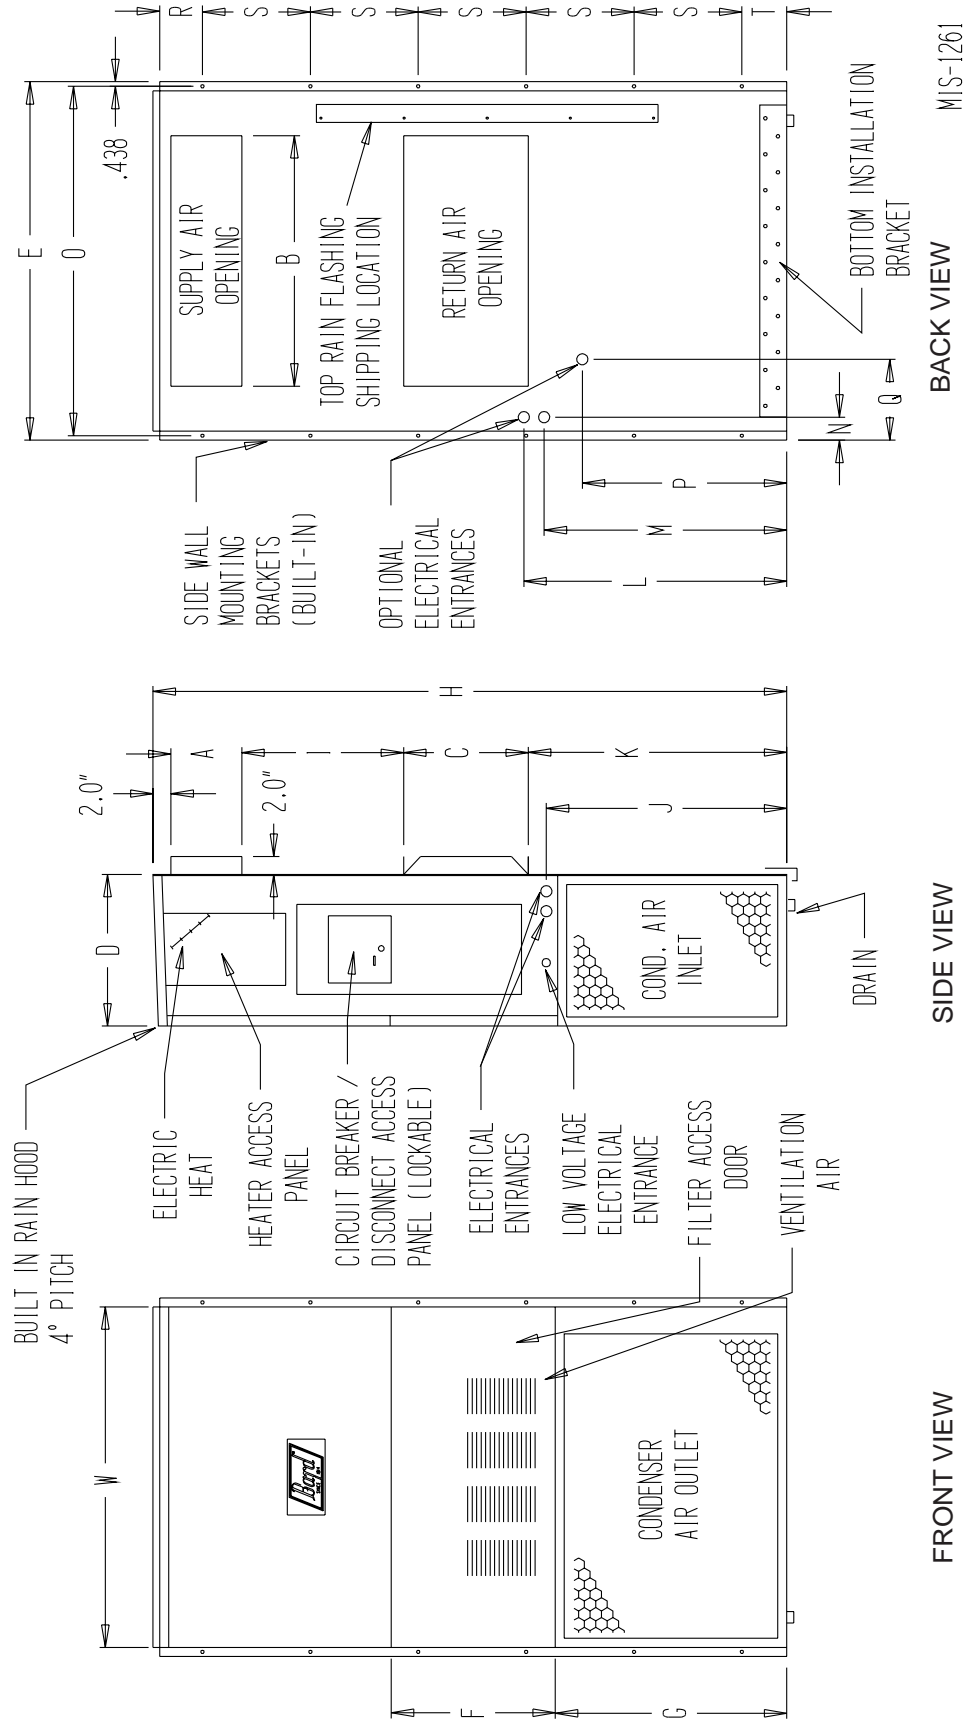 BUILT IN RAIN HOOD
4° PITCH
W
Bard
F
G
CONDENSER
AIR OUTLET
FRONT VIEW
ELECTRIC
HEAT
HEATER ACCESS
PANEL
CIRCUIT BREAKER /
DISCONNECT ACCESS
PANEL (LOCKABLE)
ELECTRICAL
ENTRANCES
LOW VOLTAGE
ELECTRICAL
ENTRANCE
FILTER ACCESS
DOOR
VENTILATION
AIR
D
2.0"
A
2.0"
I
C
H
K
J
COND. AIR
INLET
DRAIN
SIDE VIEW
SIDE WALL
MOUNTING
BRACKETS
(BUILT-IN)
OPTIONAL
ELECTRICAL
ENTRANCES
E
O
.438
SUPPLY AIR
OPENING
B
TOP RAIN FLASHING
SHIPPING LOCATION
RETURN AIR
OPENING
R
S
S
S
S
S
T
L
M
P
N
Q
BOTTOM INSTALLATION
BRACKET
BACK VIEW
MIS-1261